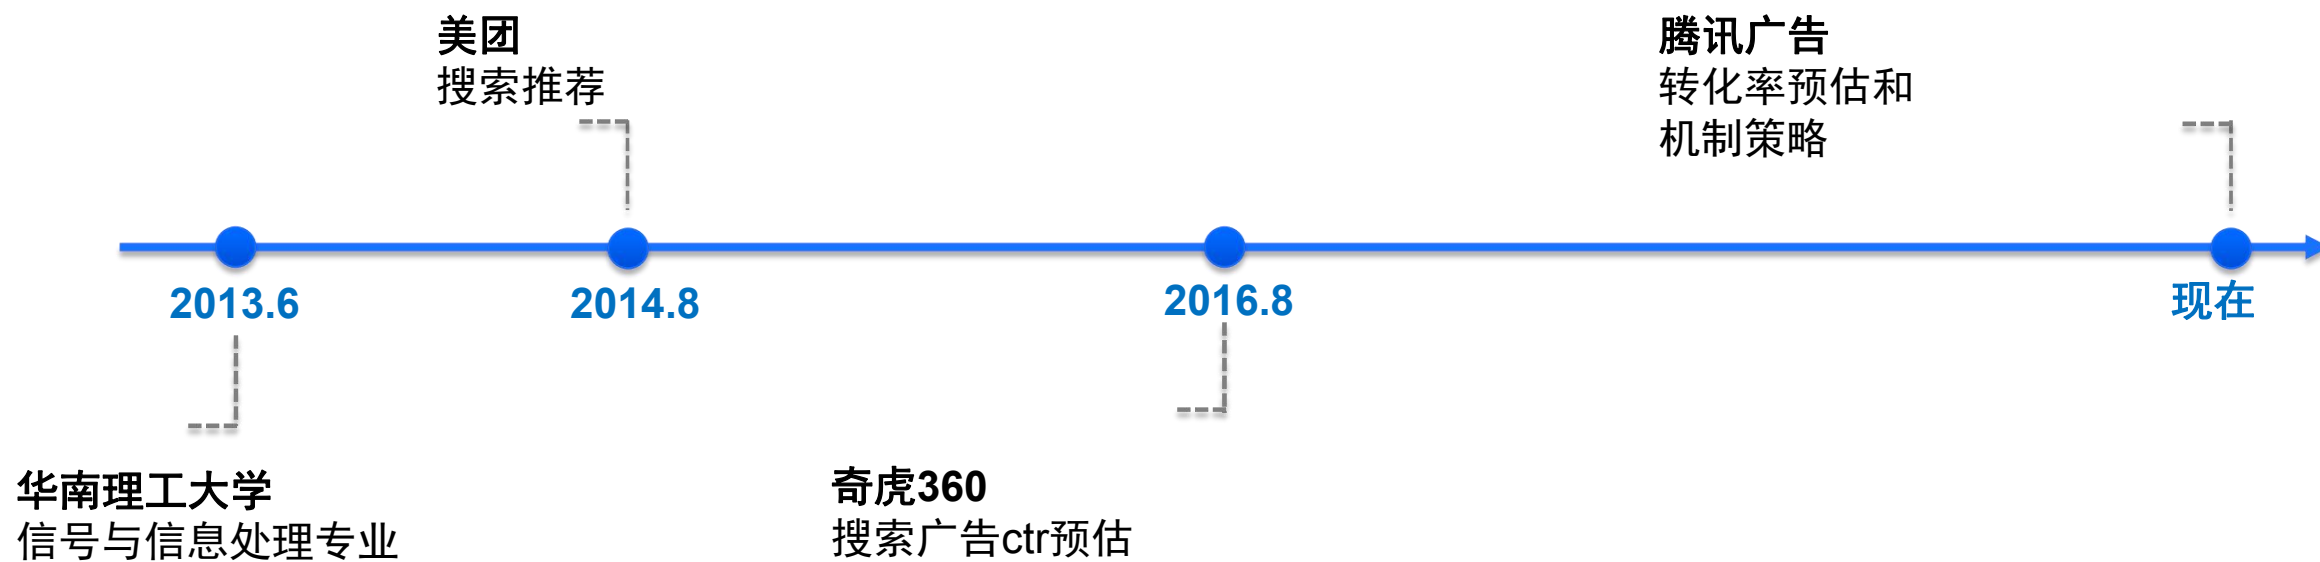 美团
搜索推荐
腾讯广告
转化率预估和
机制策略
2013.6
2014.8
2016.8
现在
华南理工大学
信号与信息处理专业
奇虎360
搜索广告ctr预估